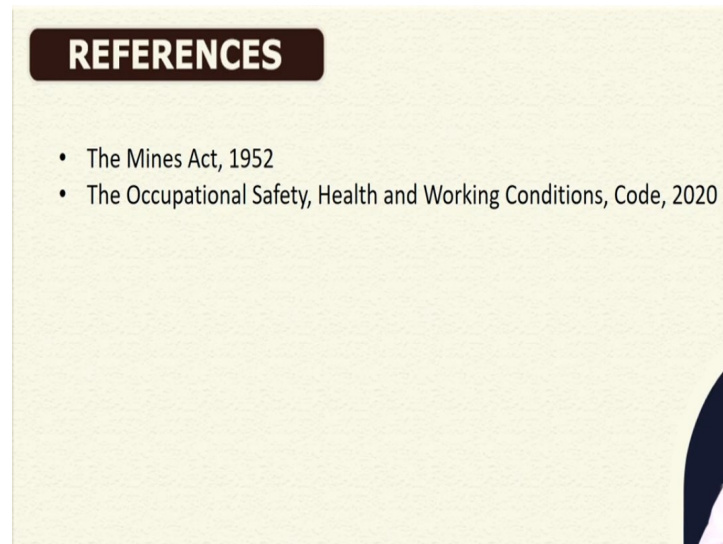 REFERENCES
• The Mines Act, 1952
• The Occupational Safety, Health and Working Conditions, Code, 2020